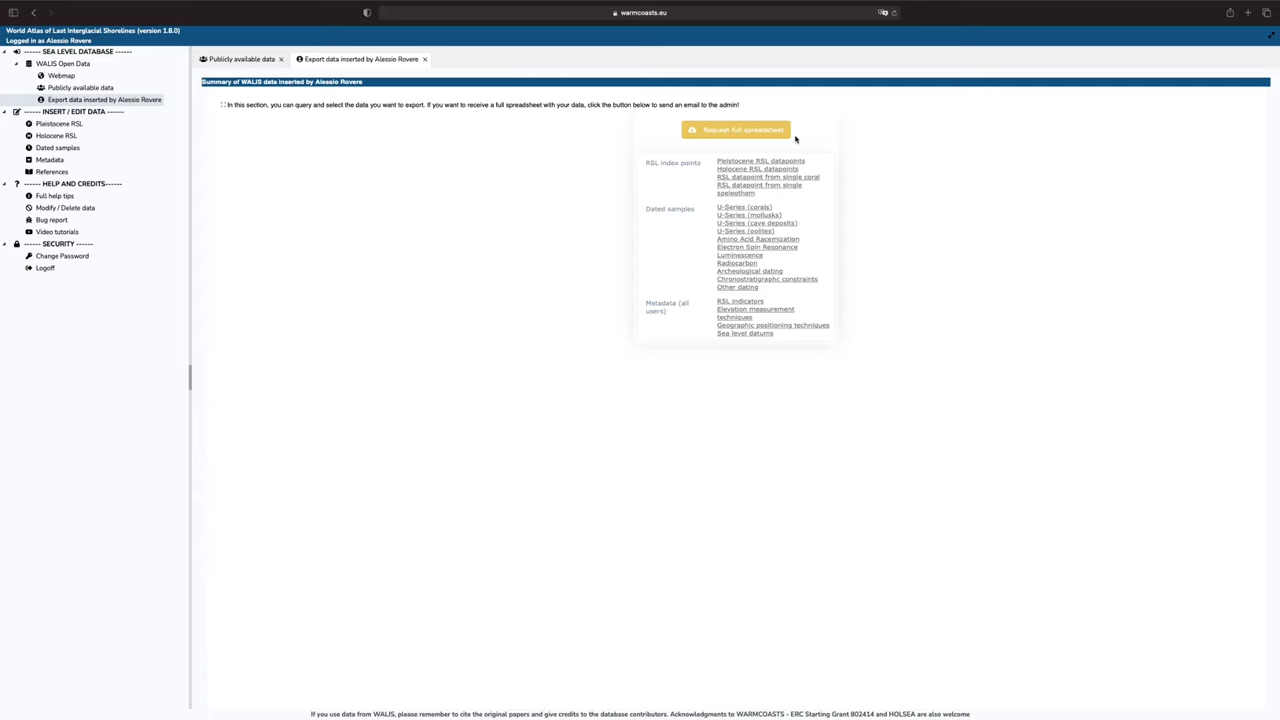 warmcoasts.eu
World Atlas of Last Interglacial Shorelines (version 1.8.0)
Logged in as Alessio Rovere
------ SEA LEVEL DATABASE------
WALIS Open Data
Webmap
Publicly available data
Export data inserted by Alessio Rovere
------ INSERT / EDIT DATA ------
Pleistocene RSL
Holocene RSL
Dated samples
Metadata
References
------ HELP AND CREDITS------
Full help tips
Modify / Delete data
Bug report
Video tutorials
------ SECURITY ------
Change Password
Logoff
Publicly available data
Export data inserted by Alessio Rovere
Summary of WALIS data inserted by Alessio Rovere
In this section, you can query and select the data you want to export. If you want to receive a full spreadsheet with your data, click the button below to send an email to the admin!
Request full spreadsheet
RSL index points
Pleistocene RSL datapoints
Holocene RSL datapoints
RSL datapoint from single coral
RSL datapoint from single
speleothem
Dated samples
U-Series (corals)
U-Series (mollusks)
U-Series (cave deposits)
U-Series (oolites)
Amino Acid Racemization
Electron Spin Resonance
Luminescence
Radiocarbon
Archeological dating
Chronostratigraphc constraints
Other dating
Metadata (all
users)
RSL indicators
Elevation measurement
techniques
Geographic positioning techniques
Sea level datums
If you use data from WALIS, please remember to cite the original papers and give credits to the database contributors. Acknowledgments to WARMCOASTS - ERC Starting Grant 802414 and HOLSEA are also welcome